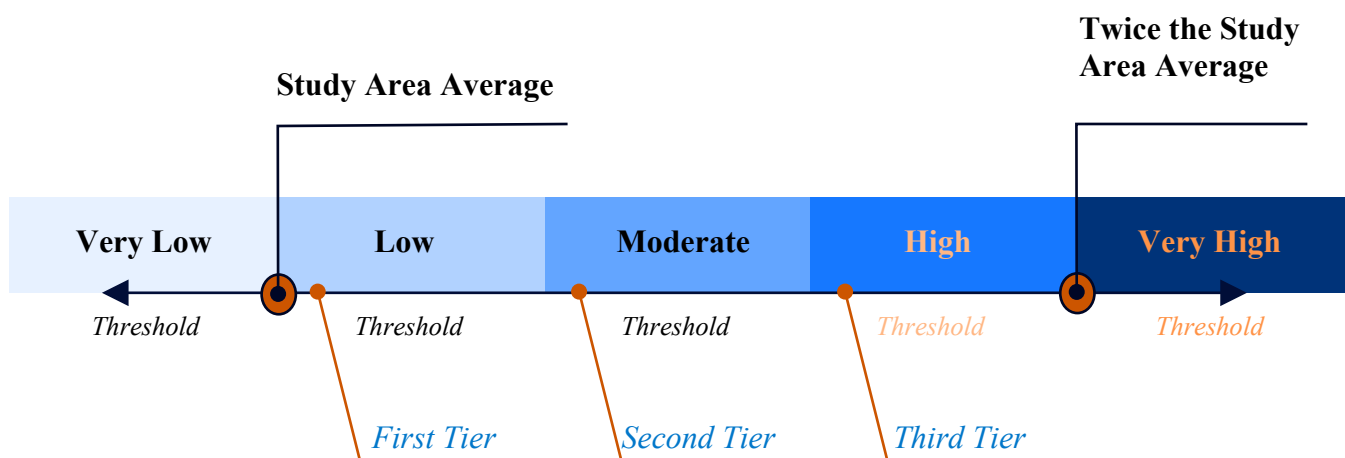 Twice the Study
Area Average
Study Area Average
Very Low
Low
Moderate
High
Very High
Threshold
Threshold
Threshold
Threshold
Threshold
First Tier
Second Tier
Third Tier